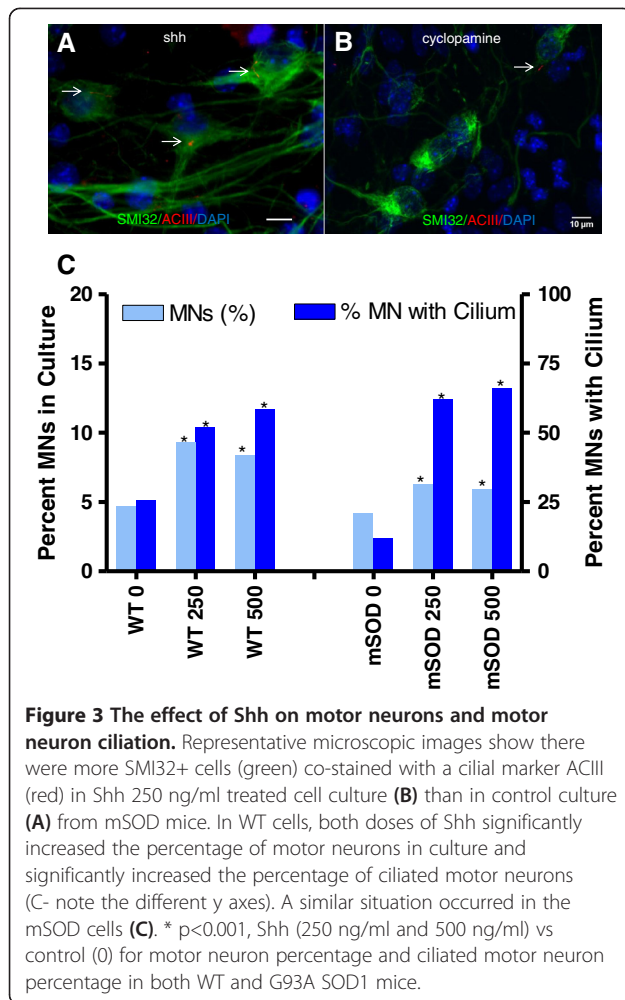 A
shh
B
cyclopamine
SMI32/ACIII/DAPI
SMI32/ACIII/DAPI
10 µm
C
MNs (%)
% MN with Cilium
Percent MNs in Culture
20
15
10
5
0
100
75
50
25
0
Percent MNs with Cilium
* * * * * * * *
WT 0
WT 250
WT 500
mSOD 0
mSOD 250
mSOD 500
Figure 3 The effect of Shh on motor neurons and motor
neuron ciliation. Representative microscopic images show there
were more SMI32+ cells (green) co-stained with a cilial marker ACIII
(red) in Shh 250 ng/ml treated cell culture (B) than in control culture
(A) from mSOD mice. In WT cells, both doses of Shh significantly
increased the percentage of motor neurons in culture and
significantly increased the percentage of ciliated motor neurons
(C- note the different y axes). A similar situation occurred in the
mSOD cells (C). * p<0.001, Shh (250 ng/ml and 500 ng/ml) vs
control (0) for motor neuron percentage and ciliated motor neuron
percentage in both WT and G93A SOD1 mice.